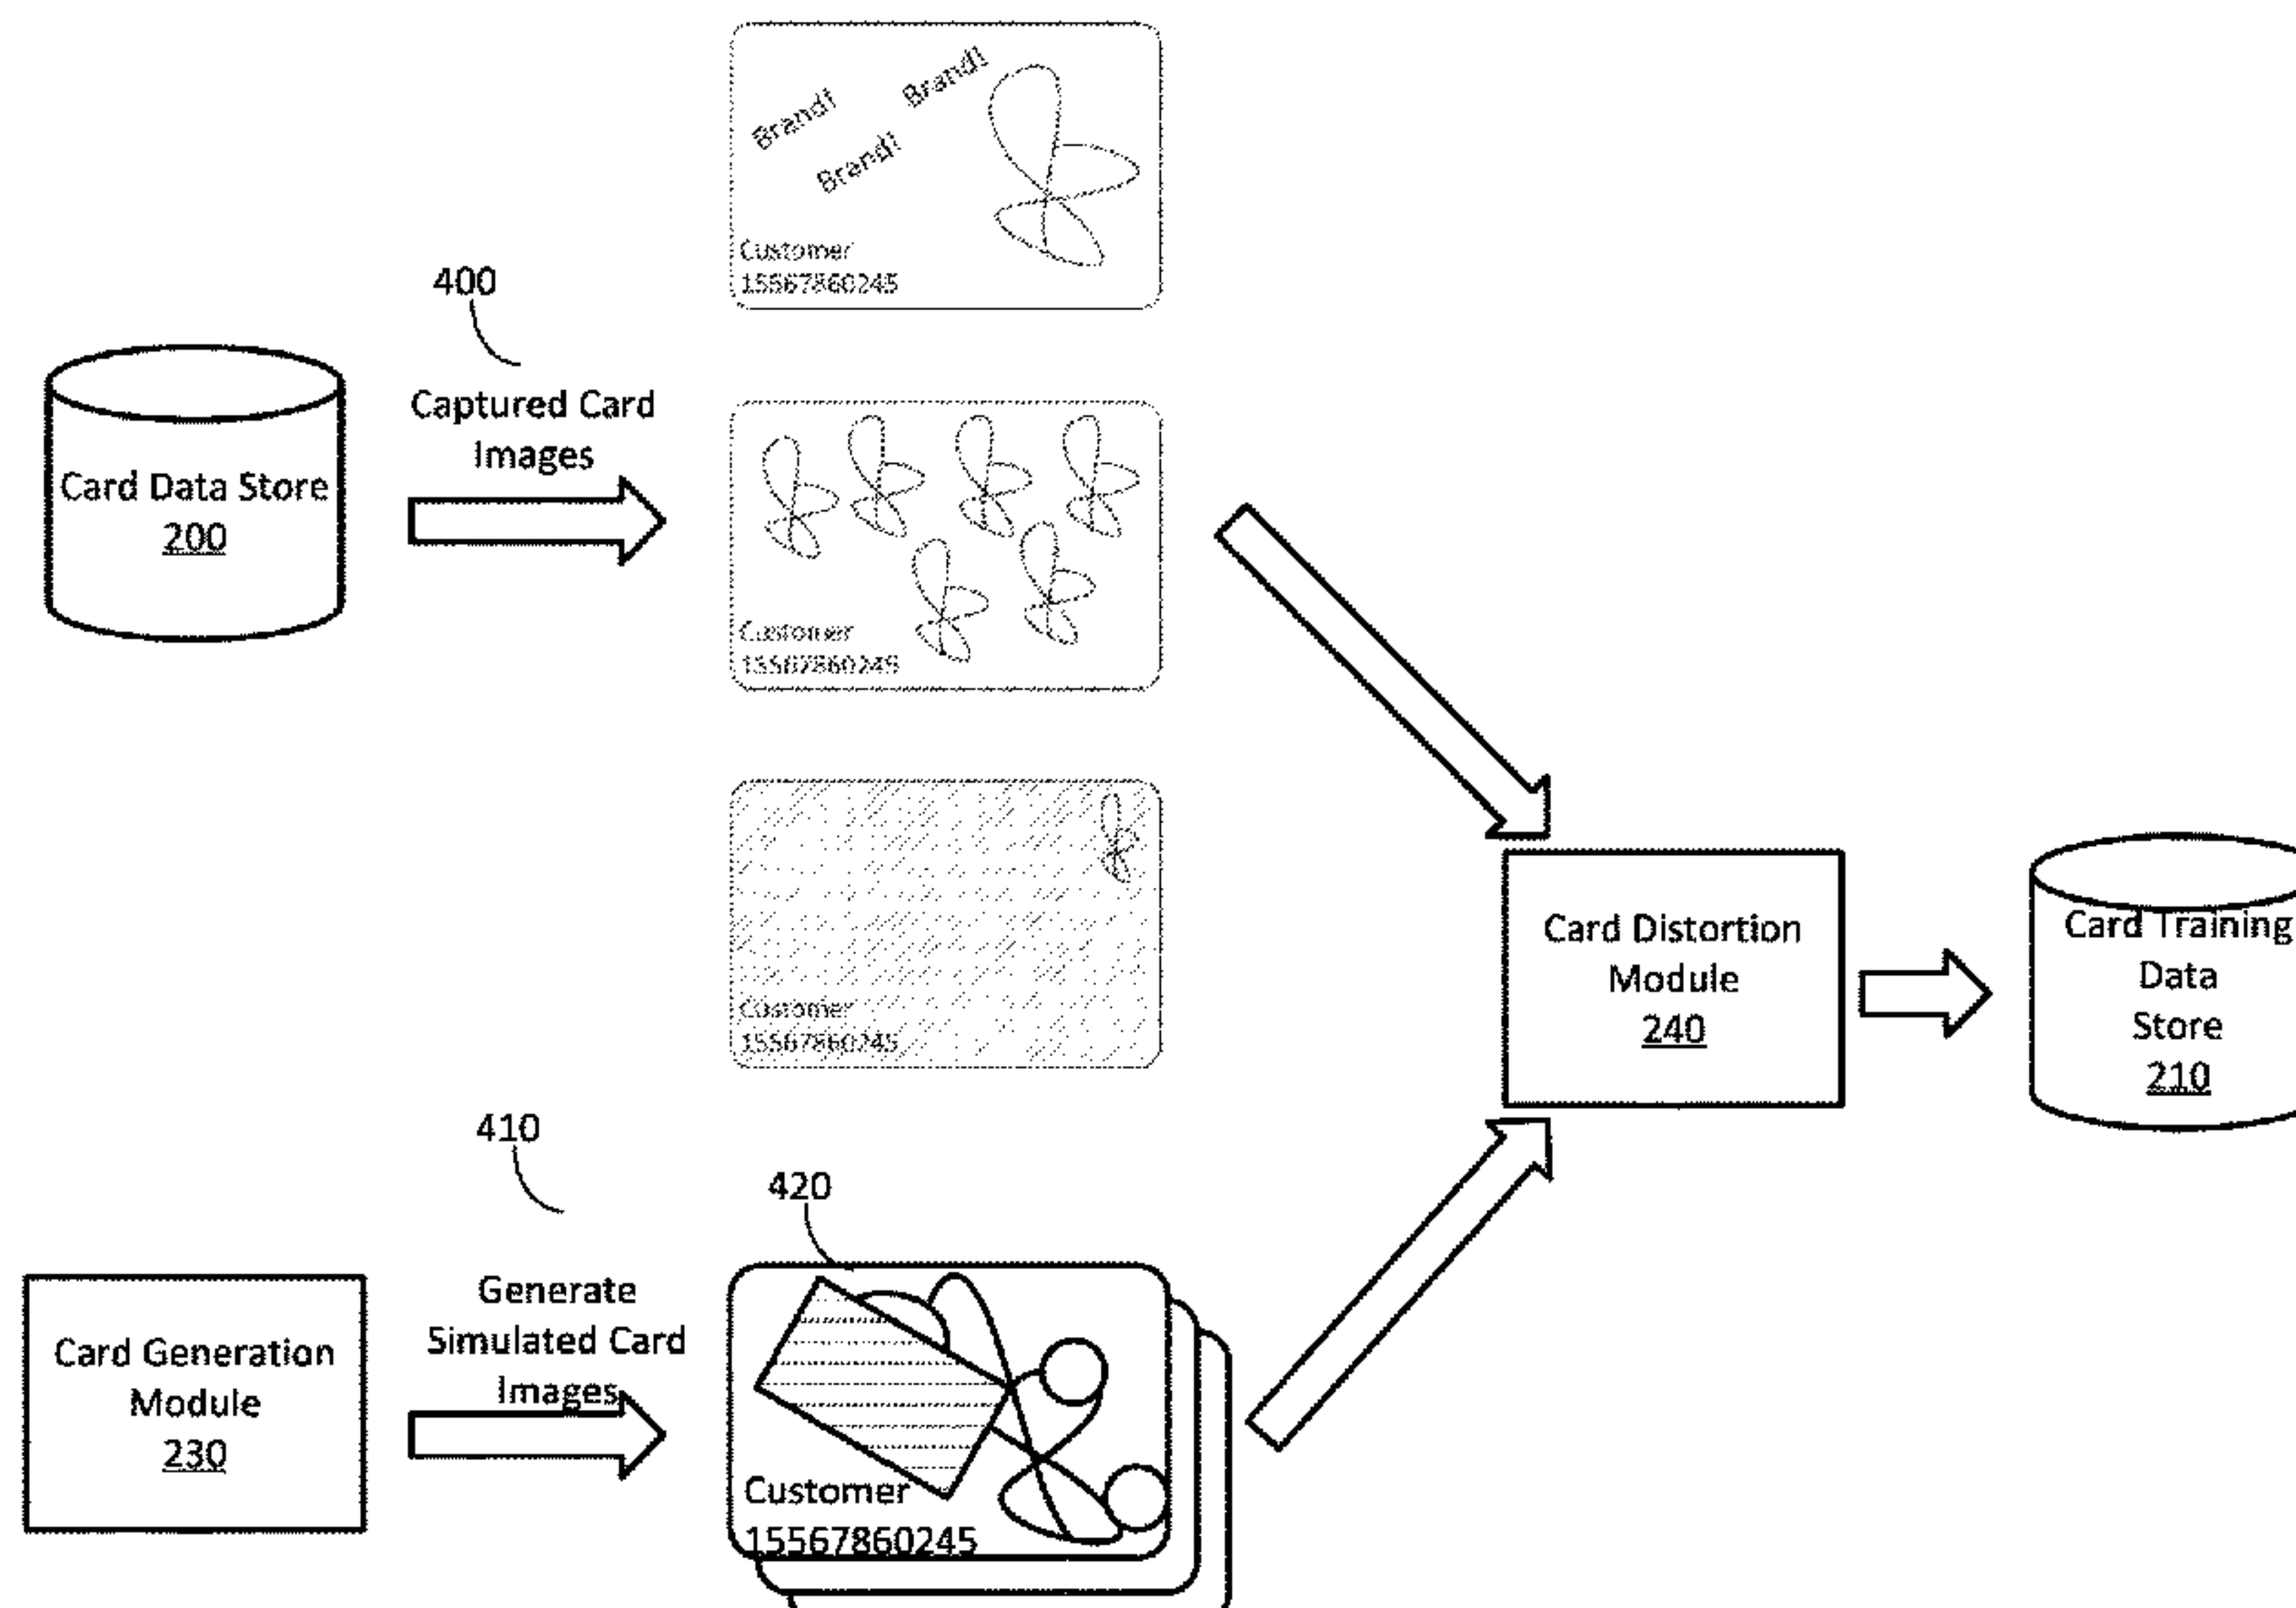 Brand!
Brand!
Brand!
Customer
15567860245
400
Captured Card
Images
Card Data Store
200
Customer
15567860245
Customer
15567860245
Card Distortion
Module
240
Card Training
Data
Store
210
410
420
Card Generation
Module
230
Generate
Simulated Card
Images
Customer
15567860245